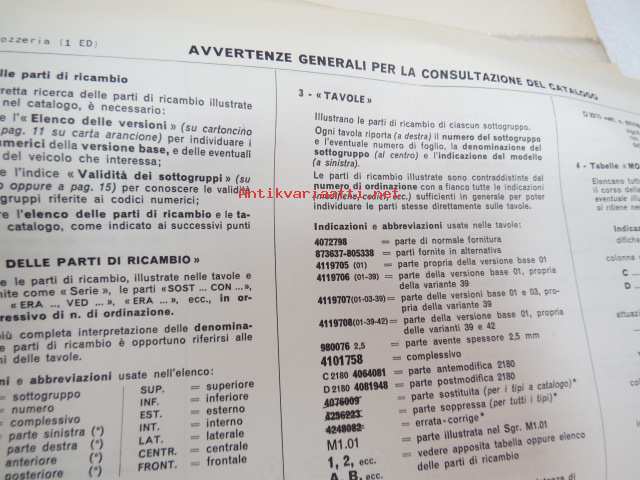 ozzeria (1 ED)
AVVERTENZE GENERALI PER LA CONSULTAZIONE DEL CATALOGO
lle parti di ricambio
retta ricerca delle parti di ricambio illustrate
nel catalogo, è necessario:
e l'« Elenco delle versioni » (su cartoncino
pag. 11 su carta arancione) per individuare i
umerici della versione base, e delle eventuali
del veicolo che interessa;
e l'indice « Validità dei sottogruppi » (su
o oppure a pag. 15) per conoscere le validità
gruppi riferite ai codici numerici;
re l'elenco delle parti di ricambio e le ta-
catalogo, come indicato ai successivi punti
DELLE PARTI DI RICAMBIO»
e le parti di ricambio, illustrate nelle tavole e
nite come « Serie », le parti «SOST ... CON ...»,
« ERA ..., VED ... », « ERA ... », ecc., in or-
ressivo di n. di ordinazione.
più completa interpretazione delle denomina-
e parti di ricambio è opportuno riferirsi alle
ni delle tavole.
ni e abbreviazioni usate nell'elenco:
= sottogruppo
= numero
= complessivo
= parte sinistra (*)
= parte destra (*)
= anteriore (*)
= posteriore (*)
SUP. = superiore
INF. = inferiore
EST. = esterno
INT. = interno
LAT. = laterale
CENTR. = centrale
FRONT. = frontale
3 - « TAVOLE »
Illustrano le parti di ricambio di ciascun sottogruppo.
Ogni tavola riporta (a destra) il numero del sottogruppo
e l'eventuale numero di foglio, la denominazione del
sottogruppo (al centro) e l'indicazione del modello
(a sinistra).
Le parti di ricambio illustrate sono contraddistinte dal
numero di ordinazione con a fianco tutte le indicazioni
(modifiche, codici, ecc.) sufficienti in generale per poter
individuare le parti stesse direttamente sulle tavole.
Indicazioni e abbreviazioni usate nelle tavole:
4072798 = parte di normale fornitura
873637-805338 = parti fornite in alternativa
4119705 (01) = parte propria della versione base 01
4119706 (01-39) = parte della versione base 01, propria
della variante 39
4119707 (01-03-39) = parte delle versioni base 01 e 03, pro-
pria della variante 39
4119708 (01-39-42) = parte della versione base 01, propria
delle varianti 39 e 42
980076 2,5 = parte avente spessore 2,5 mm
4101758 = complessivo
C 2180 4064081 = parte antemodifica 2180
D 2180 4081948 = parte postmodifica 2180
4076009 = parte sostituita (per i tipi a catalogo)*
4236223 = parte soppressa (per tutti i tipi)*
4248082 = errata-corrige*
M1.01 = parte illustrata nel Sgr. M1.01
1, 2, ecc. = vedere apposita tabella oppure elenco
delle parti di ricambio
A, B, ecc.
4 - Tabelle «MO
Elencano tutte
il corso della
eventuale illu
si ritiene nec
Indica
colonna
C
D ...
situazi
Antikvariaatti.net